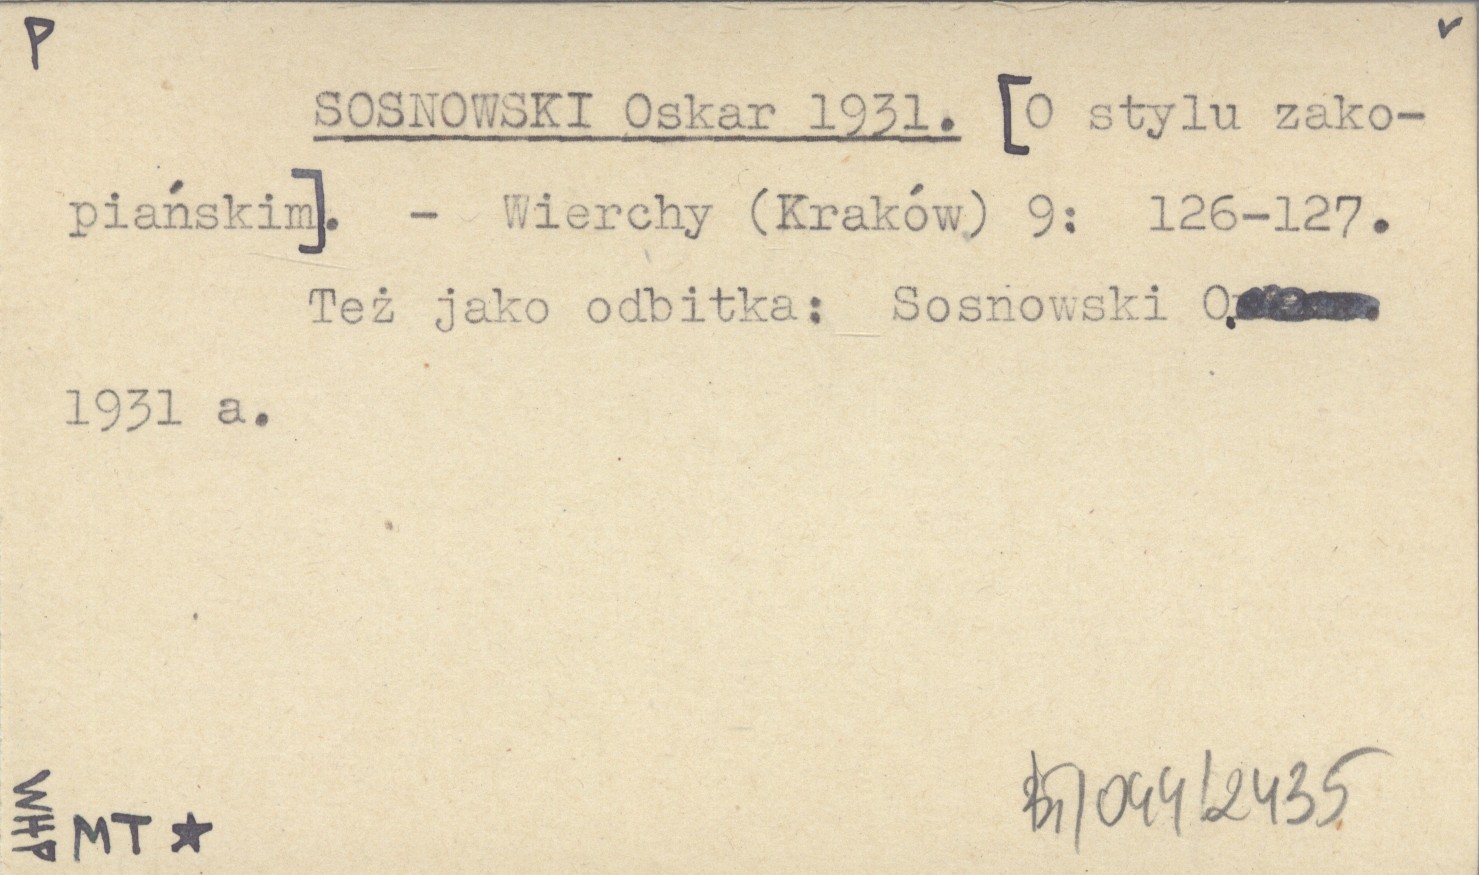 P v
SOSNOWSKI Oskar 1931. [O stylu zako-
piańskim]. - Wierchy (Kraków) 9: 126-127.
Też jako odbitka: Sosnowski O.
1931 a.
WHP MT ★
044/2435